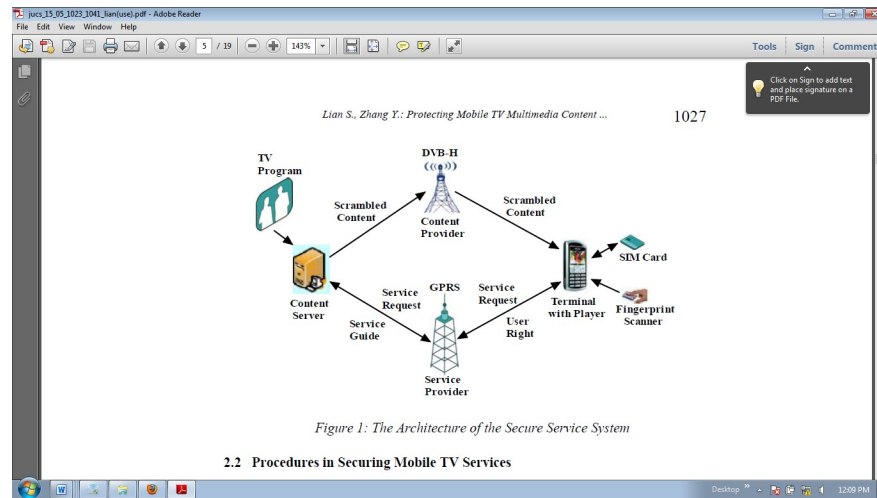 jucs_15_05_1023_1041_lian(use).pdf - Adobe Reader
File Edit View Window Help
5 / 19 143% Tools Sign Comment
Click on Sign to add text
and place signature on a
PDF File.
Lian S., Zhang Y.: Protecting Mobile TV Multimedia Content ... 1027
TV
Program
DVB-H
Scrambled
Content
Scrambled
Content
Content
Provider
SIM Card
Content
Server
Service
Request
GPRS
Service
Request
Terminal
with Player
Fingerprint
Scanner
Service
Guide
User
Right
Service
Provider
Figure 1: The Architecture of the Secure Service System
2.2 Procedures in Securing Mobile TV Services
Desktop 12:09 PM